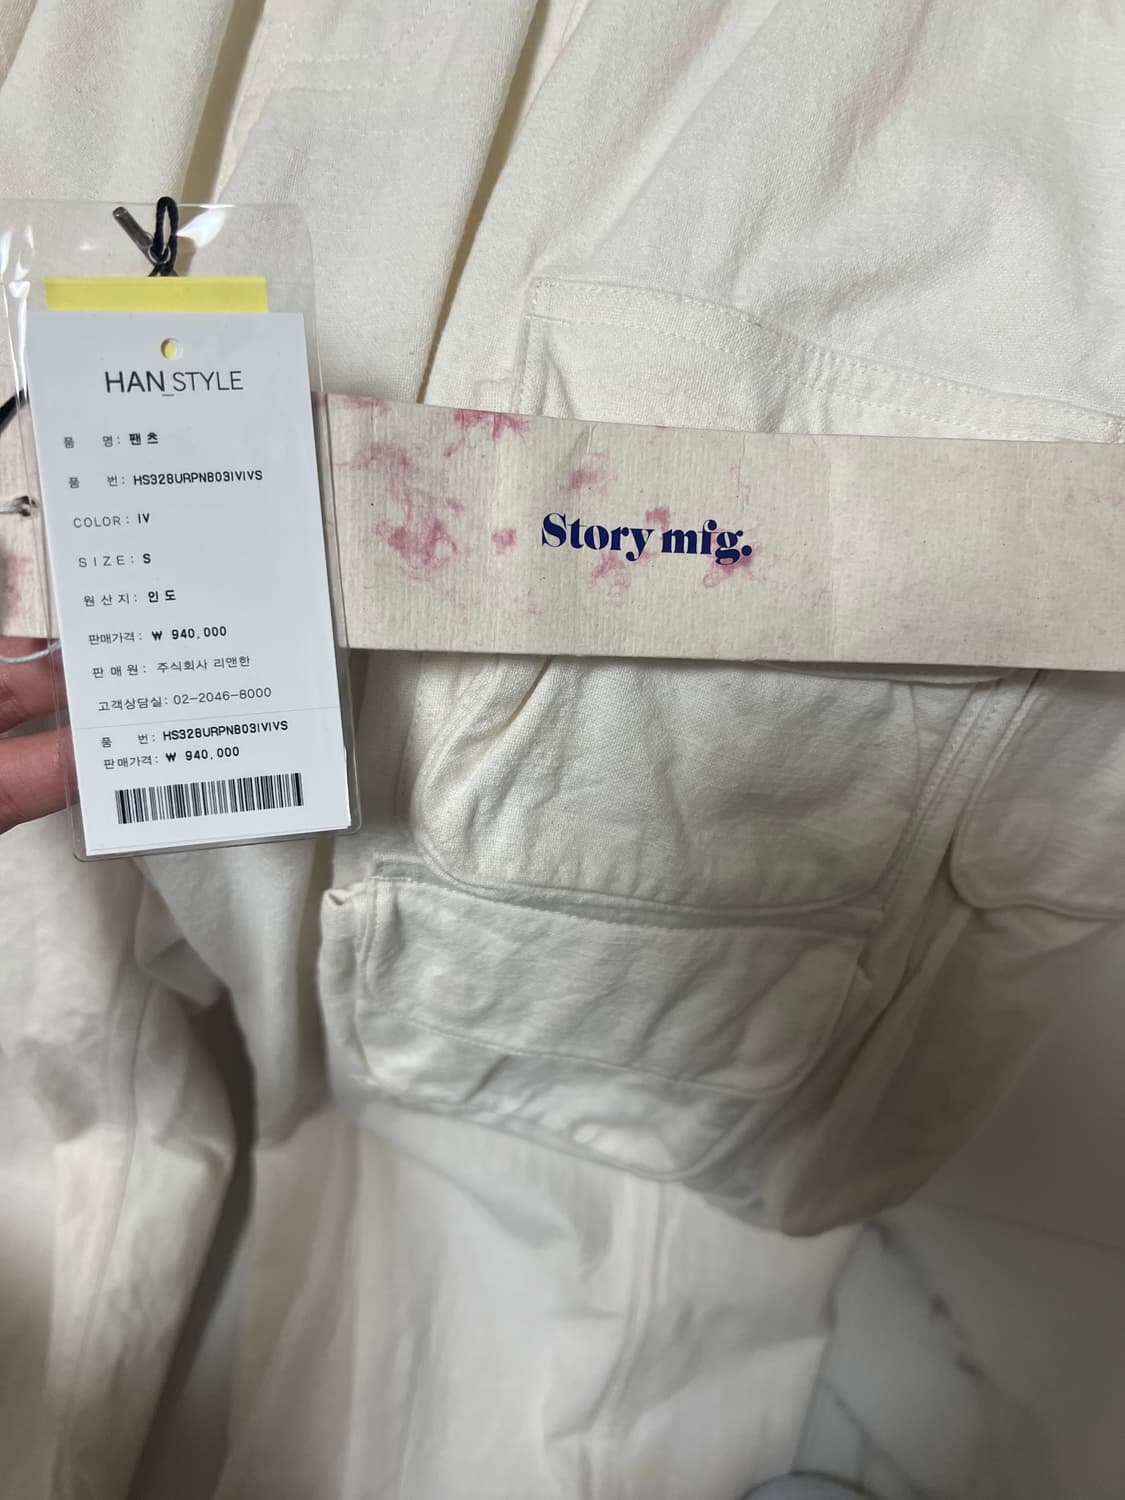 HAN_STYLE
품 명: 팬츠
품 번: HS328URPNB03IVIVS
COLOR: IV
SIZE: S
원산지: 인도
판매가격: ₩ 940,000
판매원: 주식회사 리앤한
고객상담실: 02-2046-8000
품 번: HS328URPNB03IVIVS
판매가격: ₩ 940,000
Story mfg.